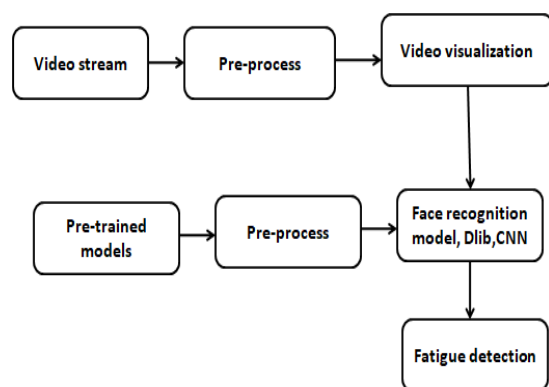 Video stream
Pre-process
Video visualization
Pre-trained
models
Pre-process
Face recognition
model, Dlib,CNN
Fatigue detection